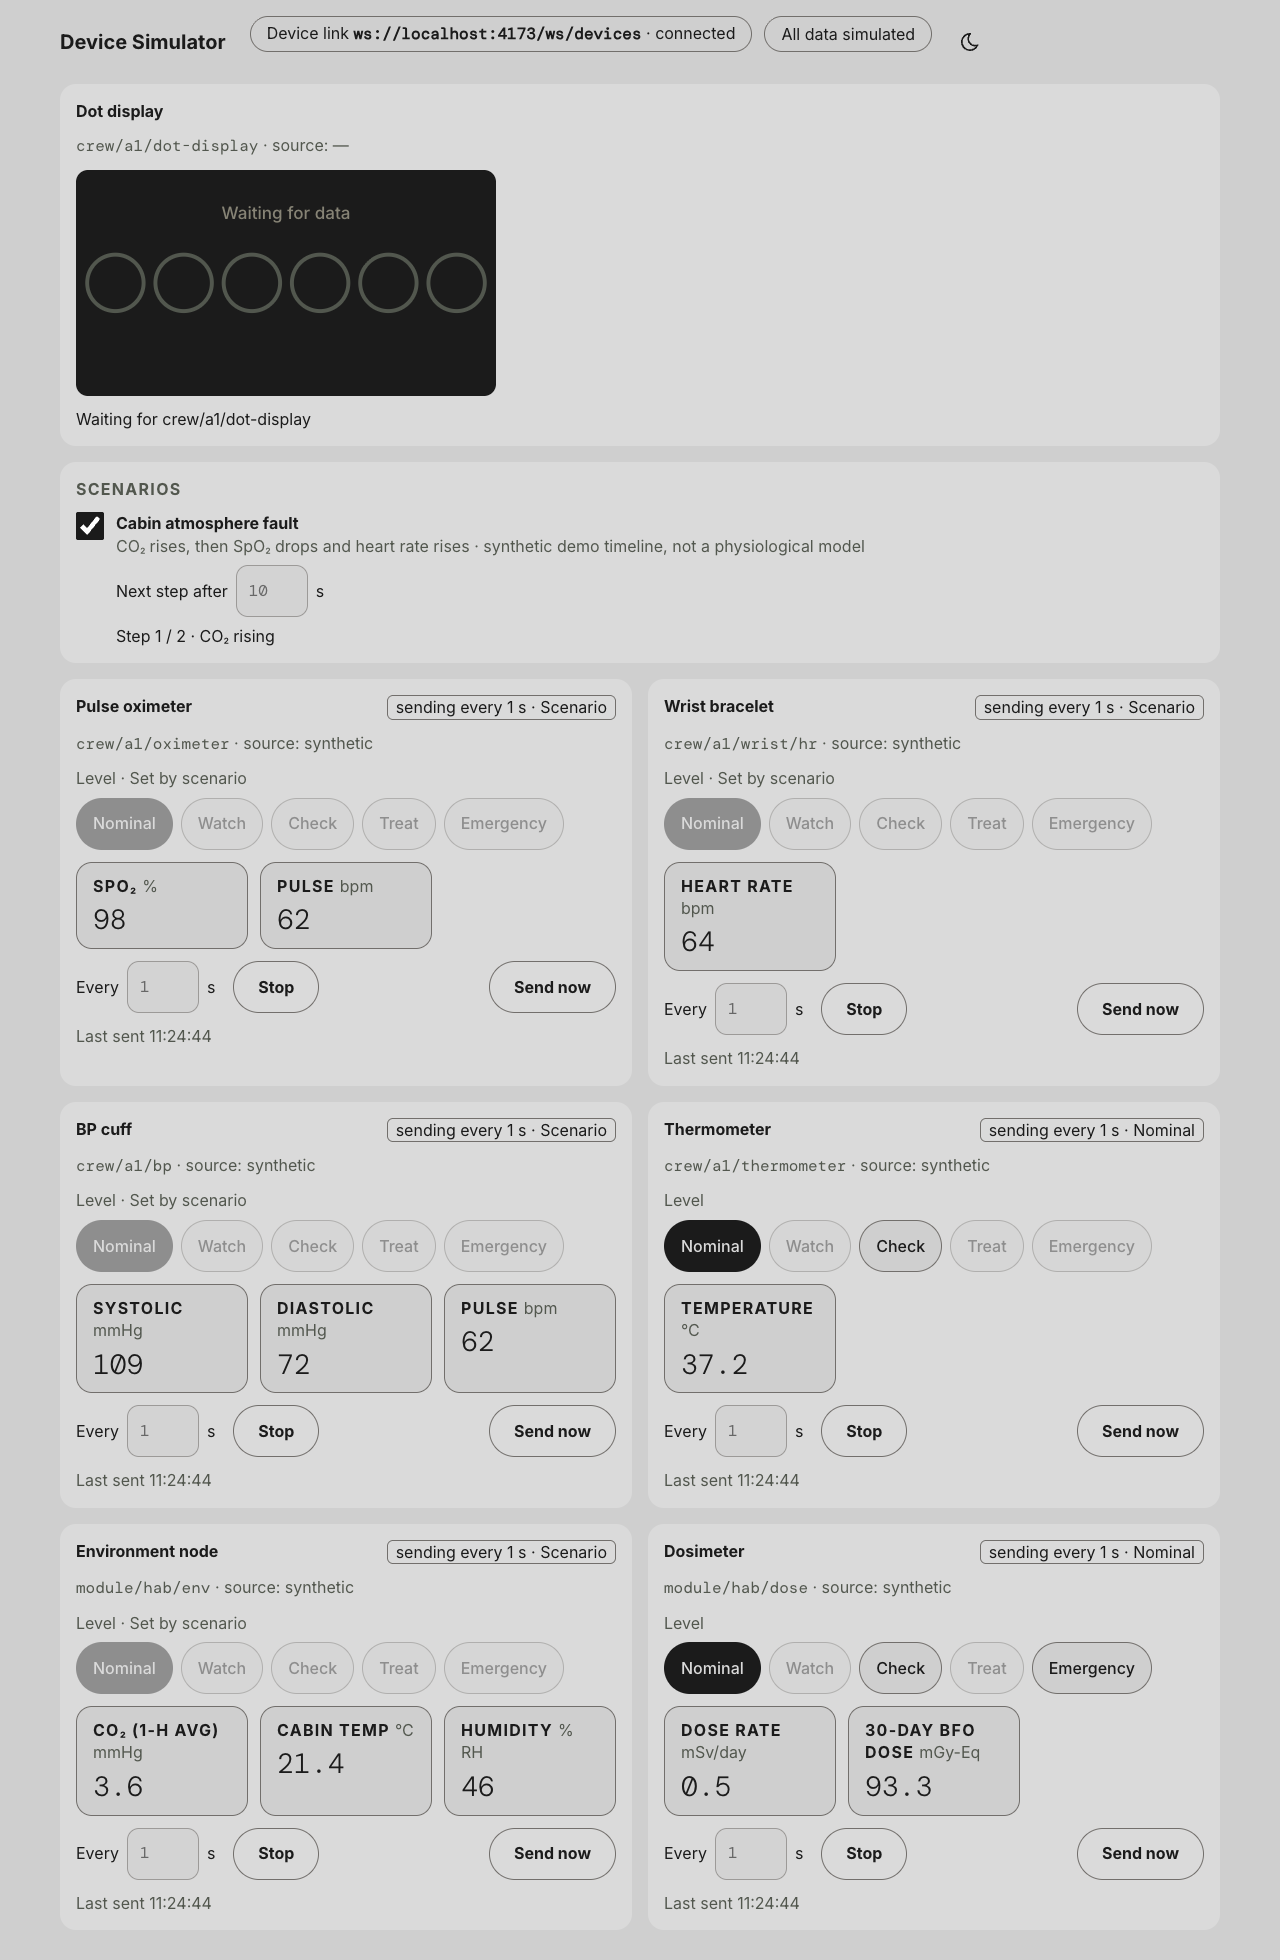 Device Simulator
Device link ws://localhost:4173/ws/devices · connected
All data simulated
Dot display
crew/a1/dot-display · source: —
Waiting for data
Waiting for crew/a1/dot-display
SCENARIOS
Cabin atmosphere fault
CO₂ rises, then SpO₂ drops and heart rate rises · synthetic demo timeline, not a physiological model
Next step after 10 s
Step 1 / 2 · CO₂ rising
Pulse oximeter
sending every 1 s · Scenario
crew/a1/oximeter · source: synthetic
Level · Set by scenario
Nominal Watch Check Treat Emergency
SPO₂ %
98
PULSE bpm
62
Every 1 s Stop Send now
Last sent 11:24:44
Wrist bracelet
sending every 1 s · Scenario
crew/a1/wrist/hr · source: synthetic
Level · Set by scenario
Nominal Watch Check Treat Emergency
HEART RATE
bpm
64
Every 1 s Stop Send now
Last sent 11:24:44
BP cuff
sending every 1 s · Scenario
crew/a1/bp · source: synthetic
Level · Set by scenario
Nominal Watch Check Treat Emergency
SYSTOLIC
mmHg
109
DIASTOLIC
mmHg
72
PULSE bpm
62
Every 1 s Stop Send now
Last sent 11:24:44
Thermometer
sending every 1 s · Nominal
crew/a1/thermometer · source: synthetic
Level
Nominal Watch Check Treat Emergency
TEMPERATURE
°C
37.2
Every 1 s Stop Send now
Last sent 11:24:44
Environment node
sending every 1 s · Scenario
module/hab/env · source: synthetic
Level · Set by scenario
Nominal Watch Check Treat Emergency
CO₂ (1-H AVG)
mmHg
3.6
CABIN TEMP °C
21.4
HUMIDITY %
RH
46
Every 1 s Stop Send now
Last sent 11:24:44
Dosimeter
sending every 1 s · Nominal
module/hab/dose · source: synthetic
Level
Nominal Watch Check Treat Emergency
DOSE RATE
mSv/day
0.5
30-DAY BFO
DOSE mGy-Eq
93.3
Every 1 s Stop Send now
Last sent 11:24:44